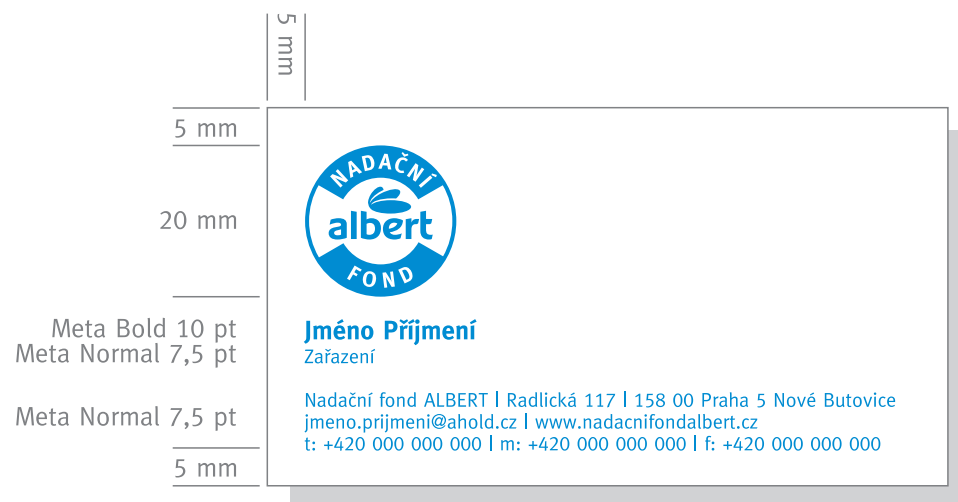 5 mm
5 mm
20 mm
NADAČNÍ
albert
FOND
Meta Bold 10 pt
Meta Normal 7,5 pt
Meta Normal 7,5 pt
5 mm
Jméno Příjmení
Zařazení
Nadační fond ALBERT | Radlická 117 | 158 00 Praha 5 Nové Butovice
jmeno.prijmeni@ahold.cz | www.nadacnifondalbert.cz
t: +420 000 000 000 | m: +420 000 000 000 | f: +420 000 000 000